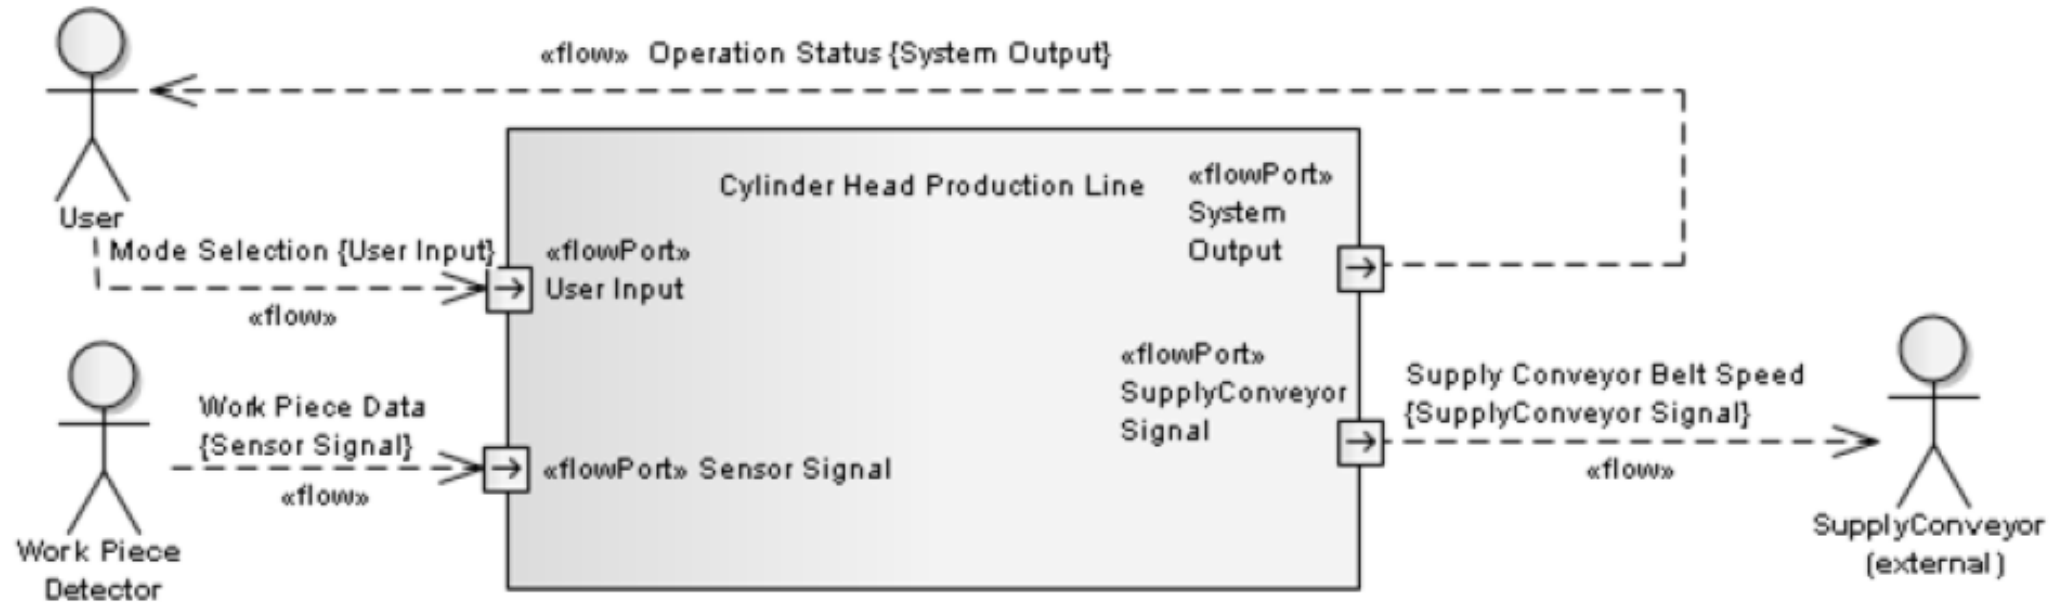 «flow» Operation Status {System Output}
User
Mode Selection {User Input}
«flow»
Cylinder Head Production Line
«flowPort»
System
Output
«flowPort»
User Input
Work Piece Data
{Sensor Signal}
«flow»
Work Piece
Detector
«flowPort» Sensor Signal
«flowPort»
SupplyConveyor
Signal
Supply Conveyor Belt Speed
{SupplyConveyor Signal}
«flow»
SupplyConveyor
(external)